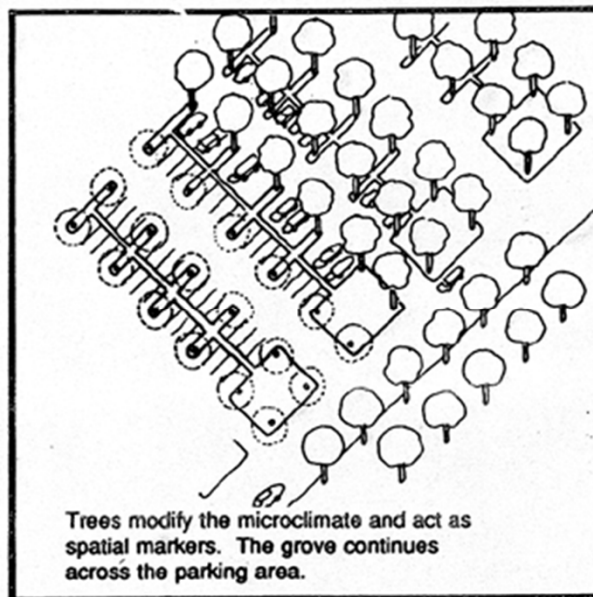 Trees modify the microclimate and act as
spatial markers. The grove continues
across the parking area.